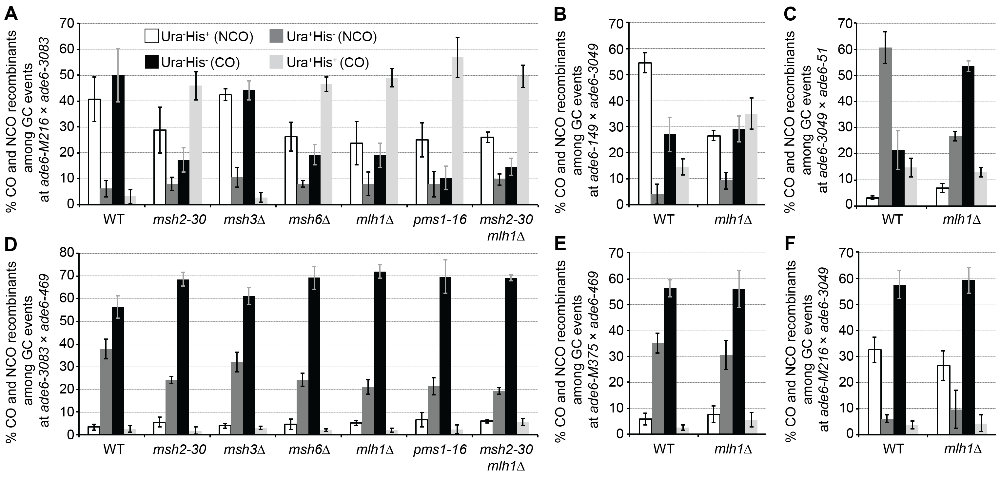 A
% CO and NCO recombinants
among GC events
at ade6-M216 × ade6-3083
70
60
50
40
30
20
10
0
Ura⁻His⁺ (NCO)
Ura⁺His⁻ (NCO)
Ura⁻His⁻ (CO)
Ura⁺His⁺ (CO)
WT
msh2-30
msh3Δ
msh6Δ
mlh1Δ
pms1-16
msh2-30
mlh1Δ
B
% CO and NCO recombinants
among GC events
at ade6-149 × ade6-3049
70
60
50
40
30
20
10
0
WT
mlh1Δ
C
% CO and NCO recombinants
among GC events
at ade6-3049 × ade6-51
70
60
50
40
30
20
10
0
WT
mlh1Δ
D
% CO and NCO recombinants
among GC events
at ade6-3083 × ade6-469
80
70
60
50
40
30
20
10
0
WT
msh2-30
msh3Δ
msh6Δ
mlh1Δ
pms1-16
msh2-30
mlh1Δ
E
% CO and NCO recombinants
among GC events
at ade6-M375 × ade6-469
70
60
50
40
30
20
10
0
WT
mlh1Δ
F
% CO and NCO recombinants
among GC events
at ade6-M216 × ade6-3049
70
60
50
40
30
20
10
0
WT
mlh1Δ